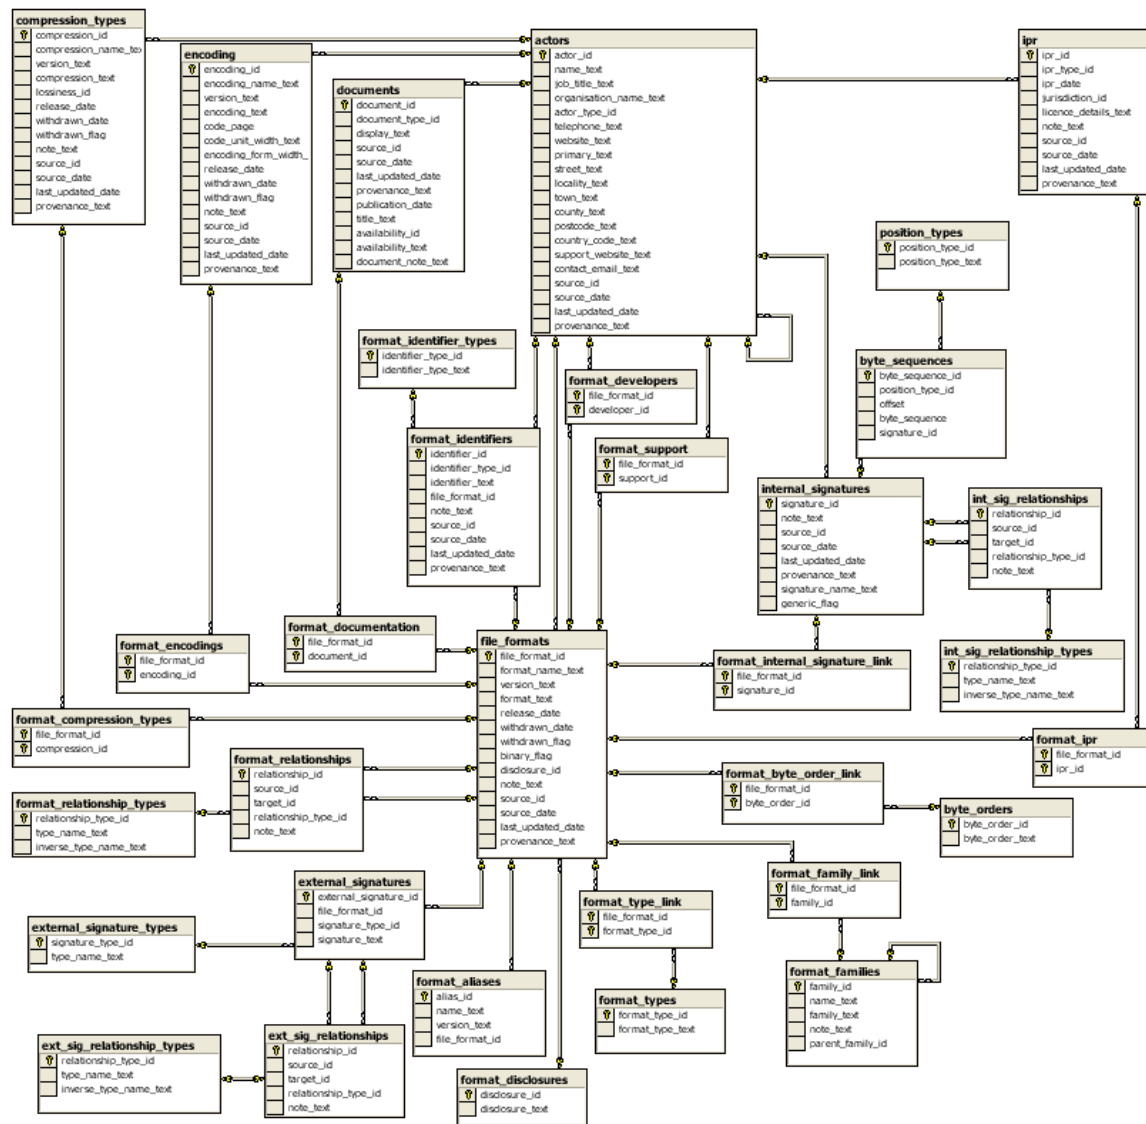 compression_types
compression_id
compression_name_te
version_text
compression_text
lossiness_id
release_date
withdrawn_date
withdrawn_flag
note_text
source_id
source_date
last_updated_date
provenance_text
encoding
encoding_id
encoding_name_text
version_text
encoding_text
code_page
code_unit_width_text
encoding_form_width_
release_date
withdrawn_date
withdrawn_flag
note_text
source_id
source_date
last_updated_date
provenance_text
documents
document_id
document_type_id
display_text
source_id
source_date
last_updated_date
provenance_text
publication_date
title_text
availability_id
availability_text
document_note_text
actors
actor_id
name_text
job_title_text
organisation_name_text
actor_type_id
telephone_text
website_text
primary_text
street_text
locality_text
town_text
county_text
postcode_text
country_code_text
support_website_text
contact_email_text
source_id
source_date
last_updated_date
provenance_text
ipr
ipr_id
ipr_type_id
ipr_date
jurisdiction_id
licence_details_text
note_text
source_id
source_date
last_updated_date
provenance_text
position_types
position_type_id
position_type_text
format_identifier_types
identifier_type_id
identifier_type_text
format_developers
file_format_id
developer_id
byte_sequences
byte_sequence_id
position_type_id
offset
byte_sequence
signature_id
format_identifiers
identifier_id
identifier_type_id
identifier_text
file_format_id
note_text
source_id
source_date
last_updated_date
provenance_text
format_support
file_format_id
support_id
internal_signatures
signature_id
note_text
source_id
source_date
last_updated_date
provenance_text
signature_name_text
generic_flag
int_sig_relationships
relationship_id
source_id
target_id
relationship_type_id
note_text
format_encodings
file_format_id
encoding_id
format_documentation
file_format_id
document_id
file_formats
file_format_id
format_name_text
version_text
format_text
release_date
withdrawn_date
withdrawn_flag
binary_flag
disclosure_id
note_text
source_id
source_date
last_updated_date
provenance_text
format_internal_signature_link
file_format_id
signature_id
int_sig_relationship_types
relationship_type_id
type_name_text
inverse_type_name_text
format_compression_types
file_format_id
compression_id
format_ipr
file_format_id
ipr_id
format_relationships
relationship_id
source_id
target_id
relationship_type_id
note_text
format_relationship_types
relationship_type_id
type_name_text
inverse_type_name_text
format_byte_order_link
file_format_id
byte_order_id
byte_orders
byte_order_id
byte_order_text
external_signatures
external_signature_id
file_format_id
signature_type_id
signature_text
format_type_link
file_format_id
format_type_id
format_family_link
file_format_id
family_id
external_signature_types
signature_type_id
type_name_text
format_aliases
alias_id
name_text
version_text
file_format_id
format_types
format_type_id
format_type_text
format_families
family_id
name_text
family_text
note_text
parent_family_id
ext_sig_relationship_types
relationship_type_id
type_name_text
inverse_type_name_text
ext_sig_relationships
relationship_id
source_id
target_id
relationship_type_id
note_text
format_disclosures
disclosure_id
disclosure_text